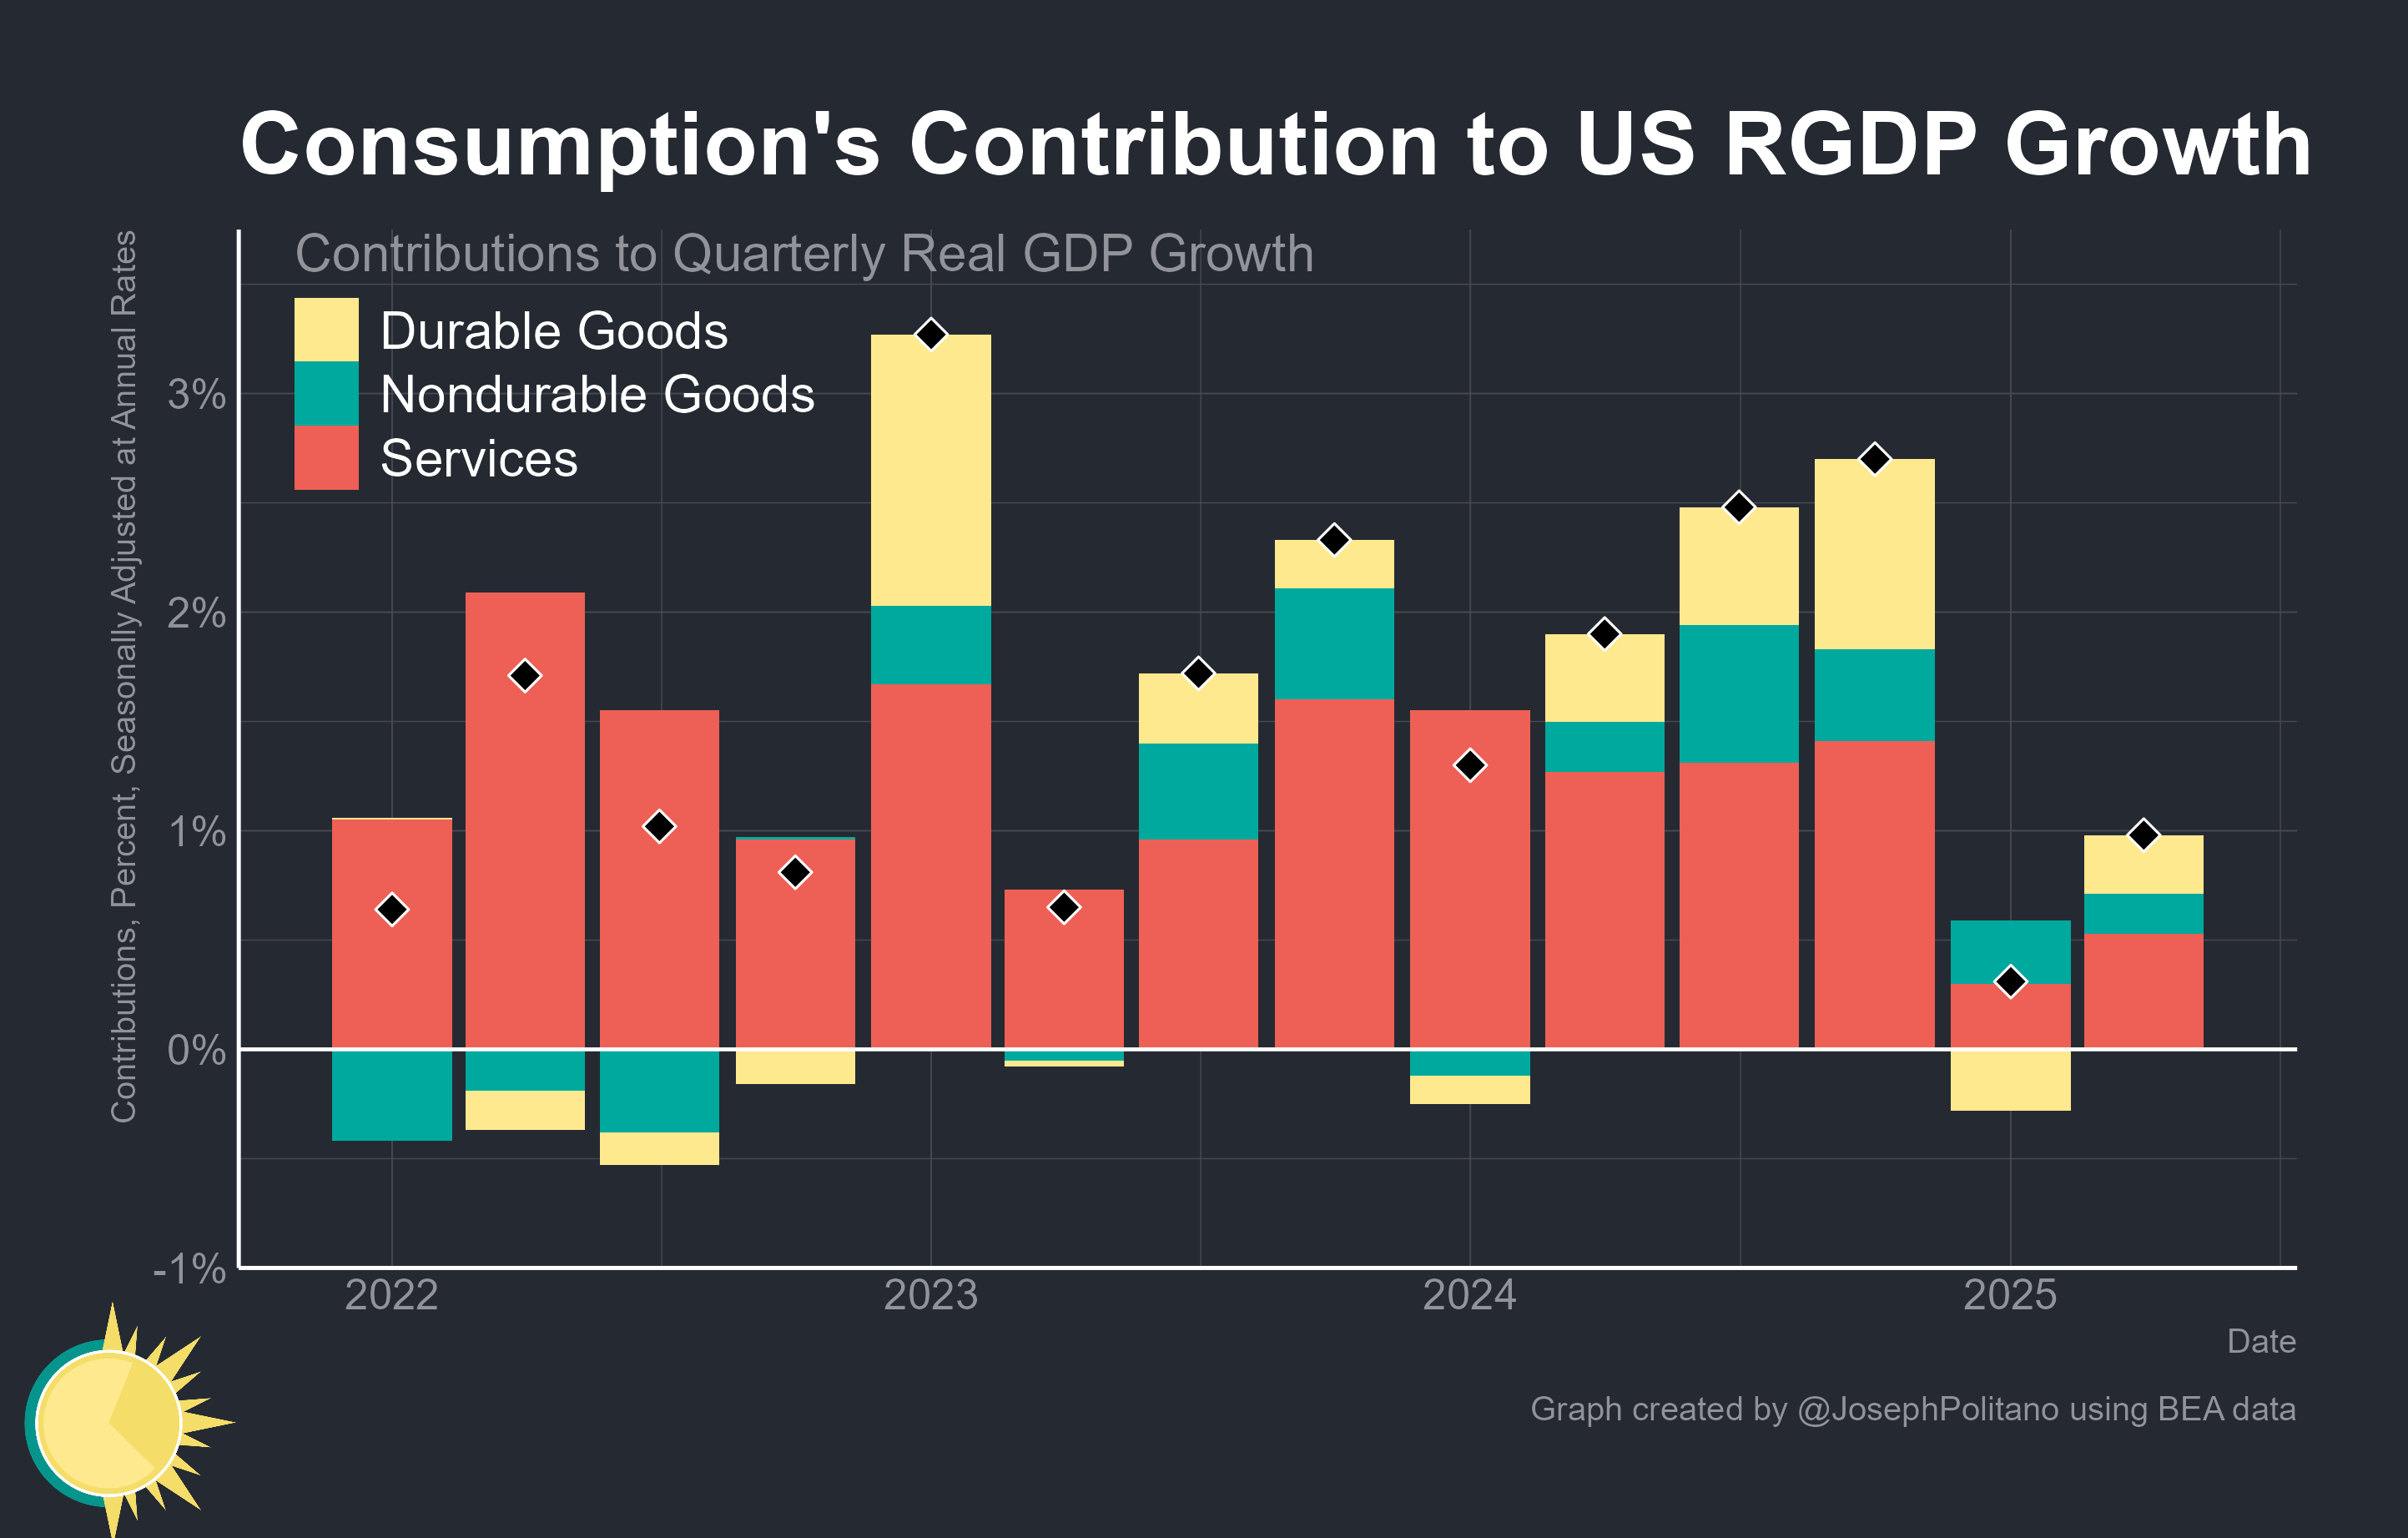 Consumption's Contribution to US RGDP Growth
Contributions to Quarterly Real GDP Growth
Durable Goods
Nondurable Goods
Services
Contributions, Percent, Seasonally Adjusted at Annual Rates
3%
2%
1%
0%
-1%
2022
2023
2024
2025
Date
Graph created by @JosephPolitano using BEA data